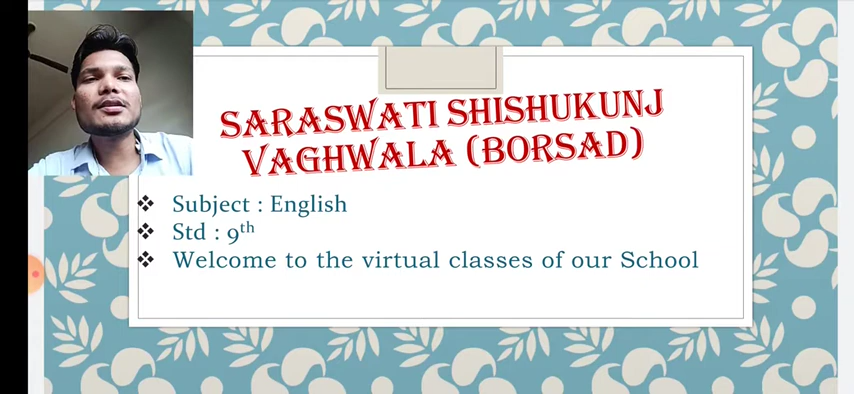 SARASWATI SHISHUKUNJ
VAGHWALA (BORSAD)
❖ Subject : English
❖ Std : 9th
❖ Welcome to the virtual classes of our School